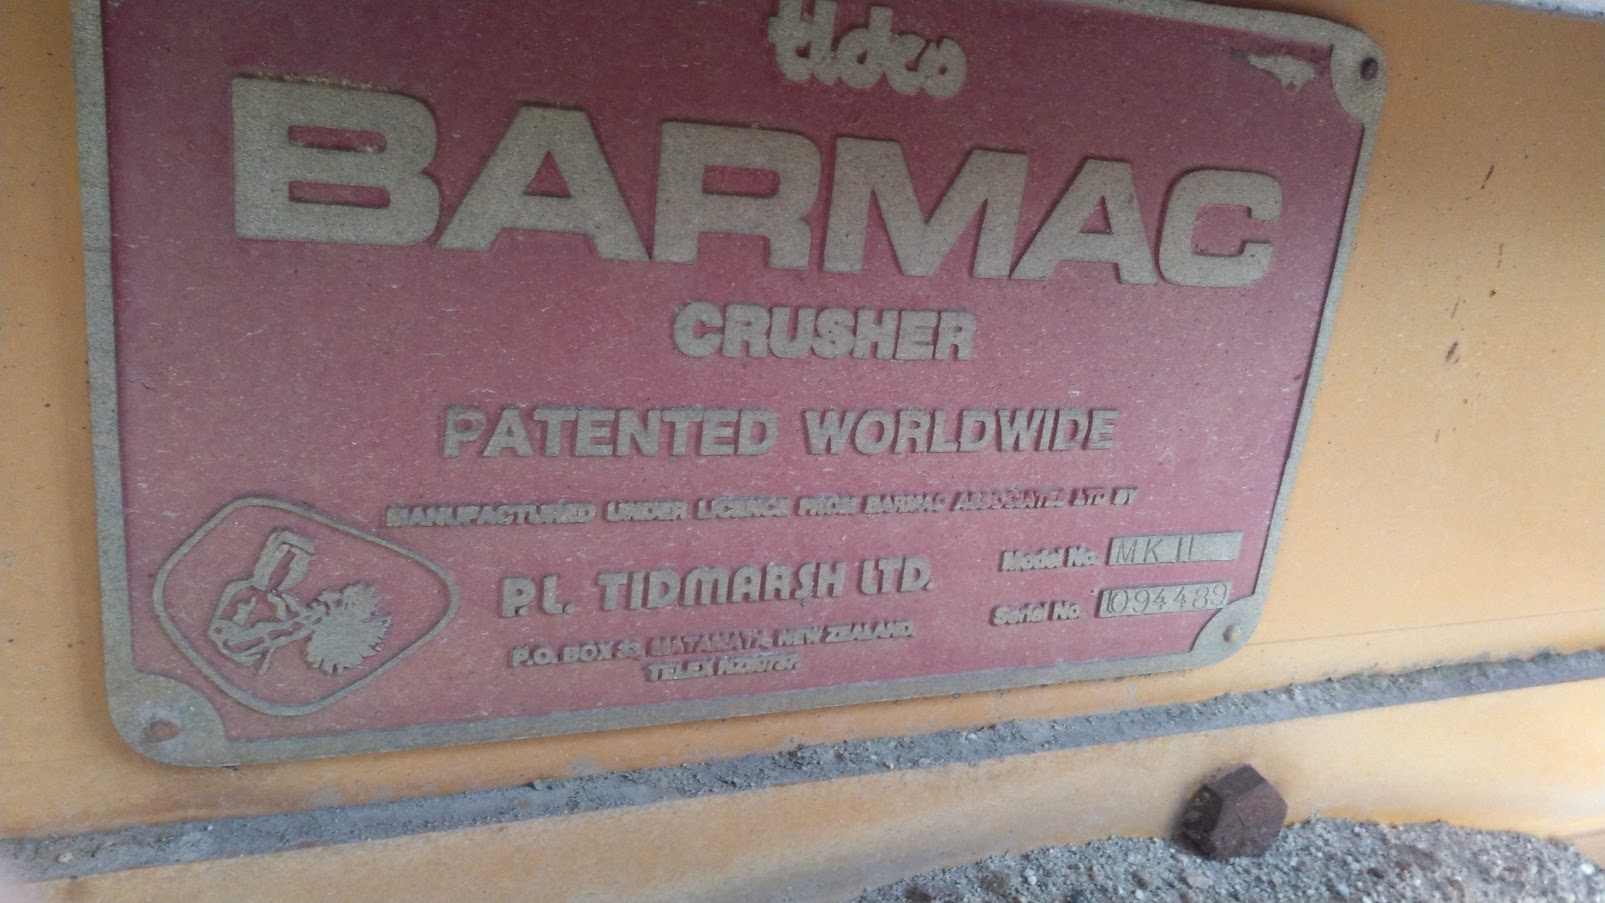 tidco
BARMAC
CRUSHER
PATENTED WORLDWIDE
MANUFACTURED UNDER LICENCE FROM BARMAC ASSOCIATES LTD BY
P.L. TIDMARSH LTD.
Model No. MK II
Serial No. 1094489
P.O. BOX MATAMATA, NEW ZEALAND.
TELEX